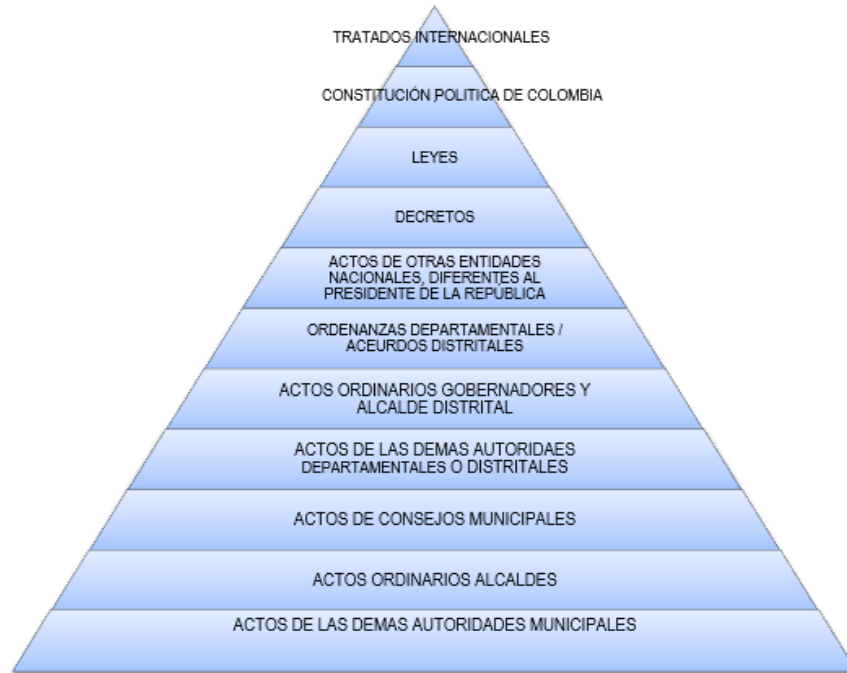 TRATADOS INTERNACIONALES
CONSTITUCIÓN POLITICA DE COLOMBIA
LEYES
DECRETOS
ACTOS DE OTRAS ENTIDADES
NACIONALES, DIFERENTES AL
PRESIDENTE DE LA REPÚBLICA
ORDENANZAS DEPARTAMENTALES /
ACEURDOS DISTRITALES
ACTOS ORDINARIOS GOBERNADORES Y
ALCALDE DISTRITAL
ACTOS DE LAS DEMAS AUTORIDAES
DEPARTAMENTALES O DISTRITALES
ACTOS DE CONSEJOS MUNICIPALES
ACTOS ORDINARIOS ALCALDES
ACTOS DE LAS DEMAS AUTORIDADES MUNICIPALES